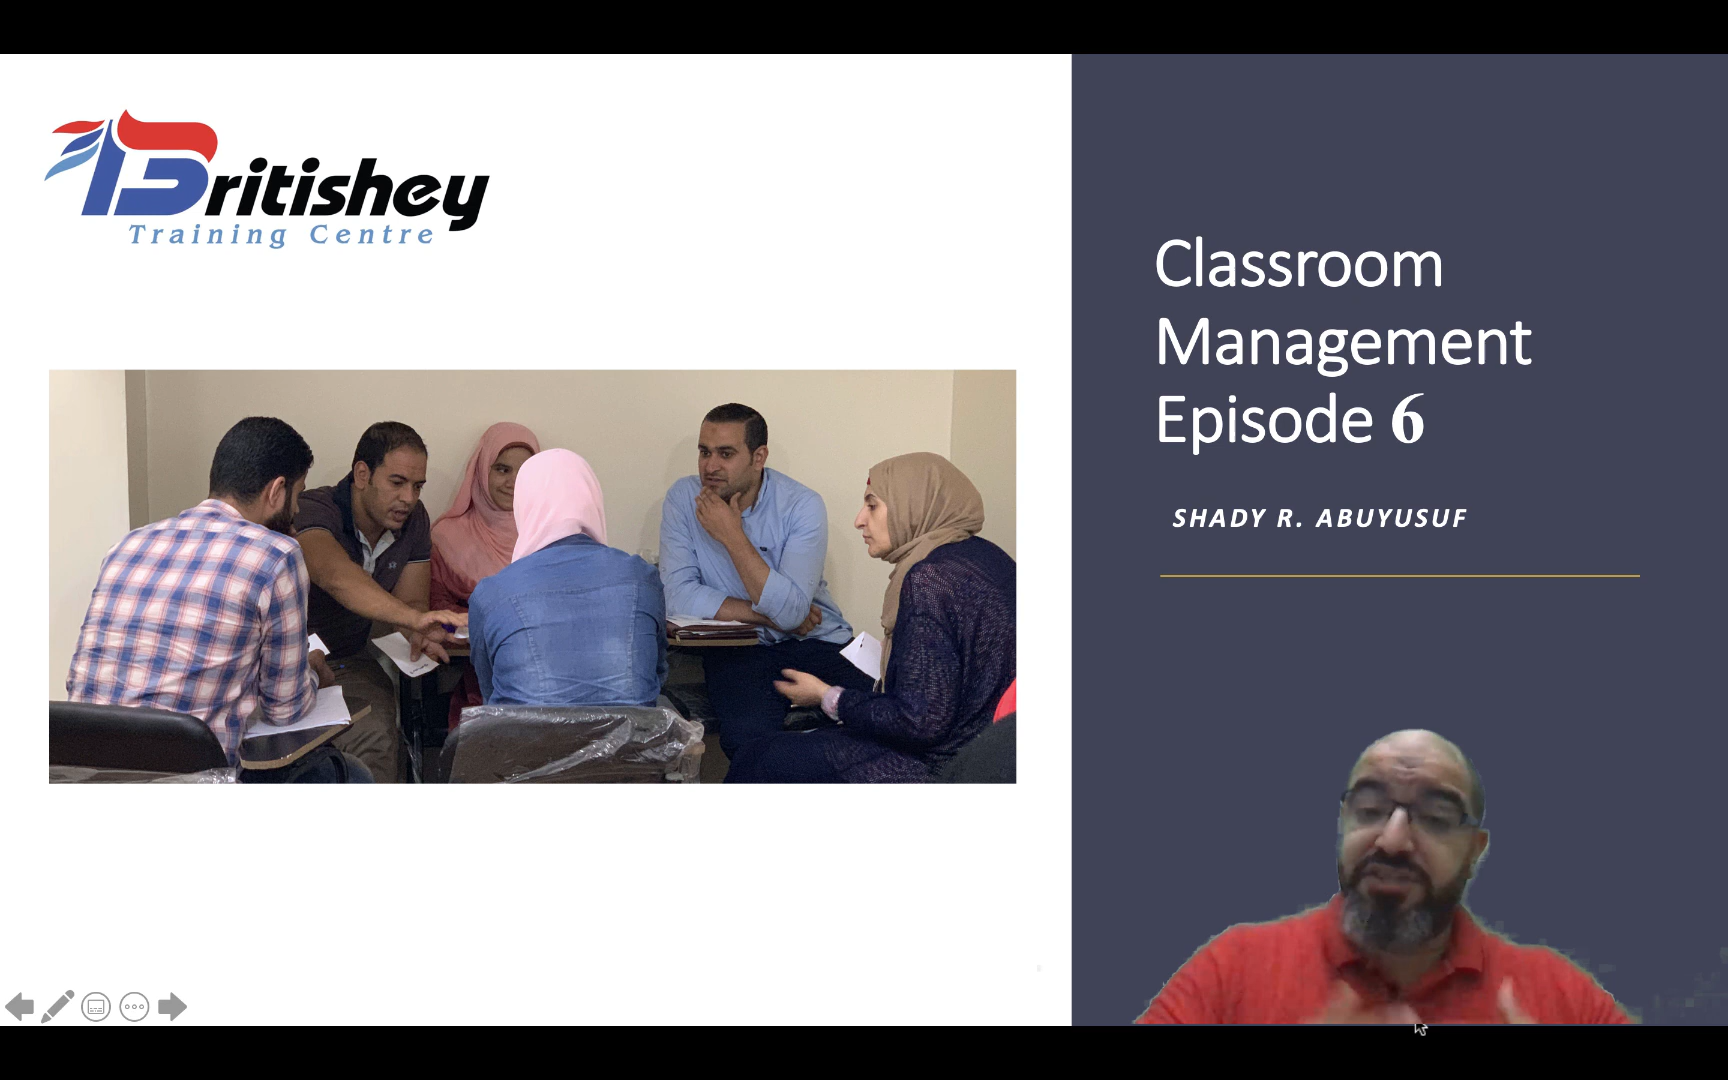 Britishey
Training Centre
Classroom
Management
Episode 6
SHADY R. ABUYUSUF